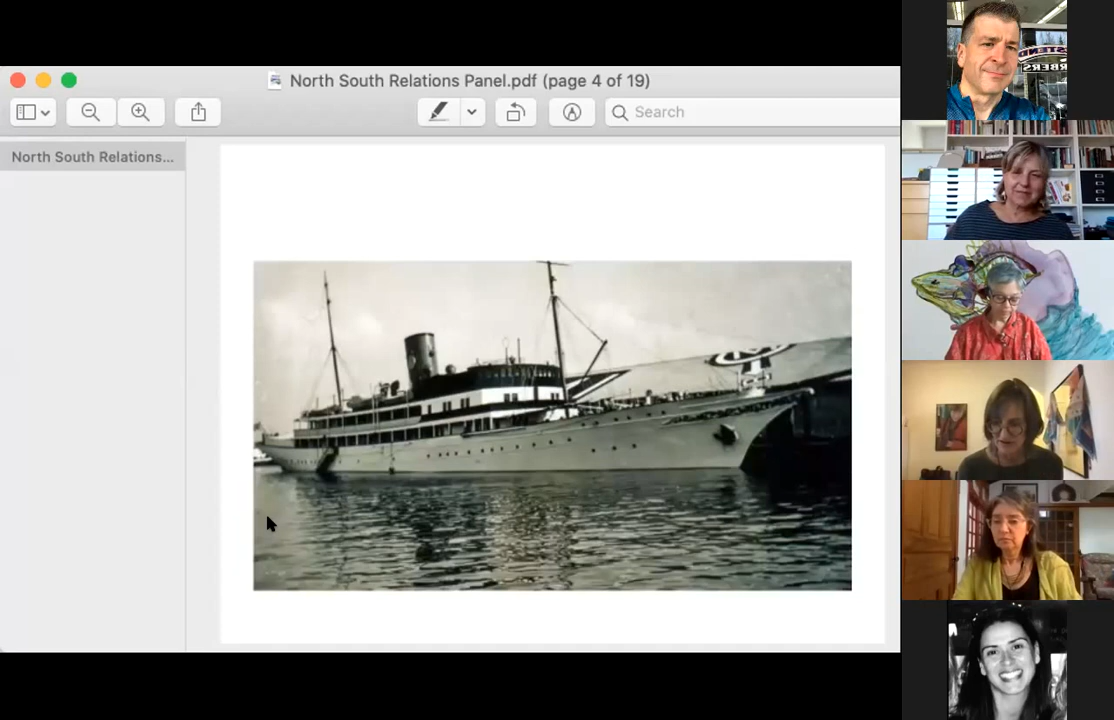 North South Relations Panel.pdf (page 4 of 19)
Search
North South Relations...